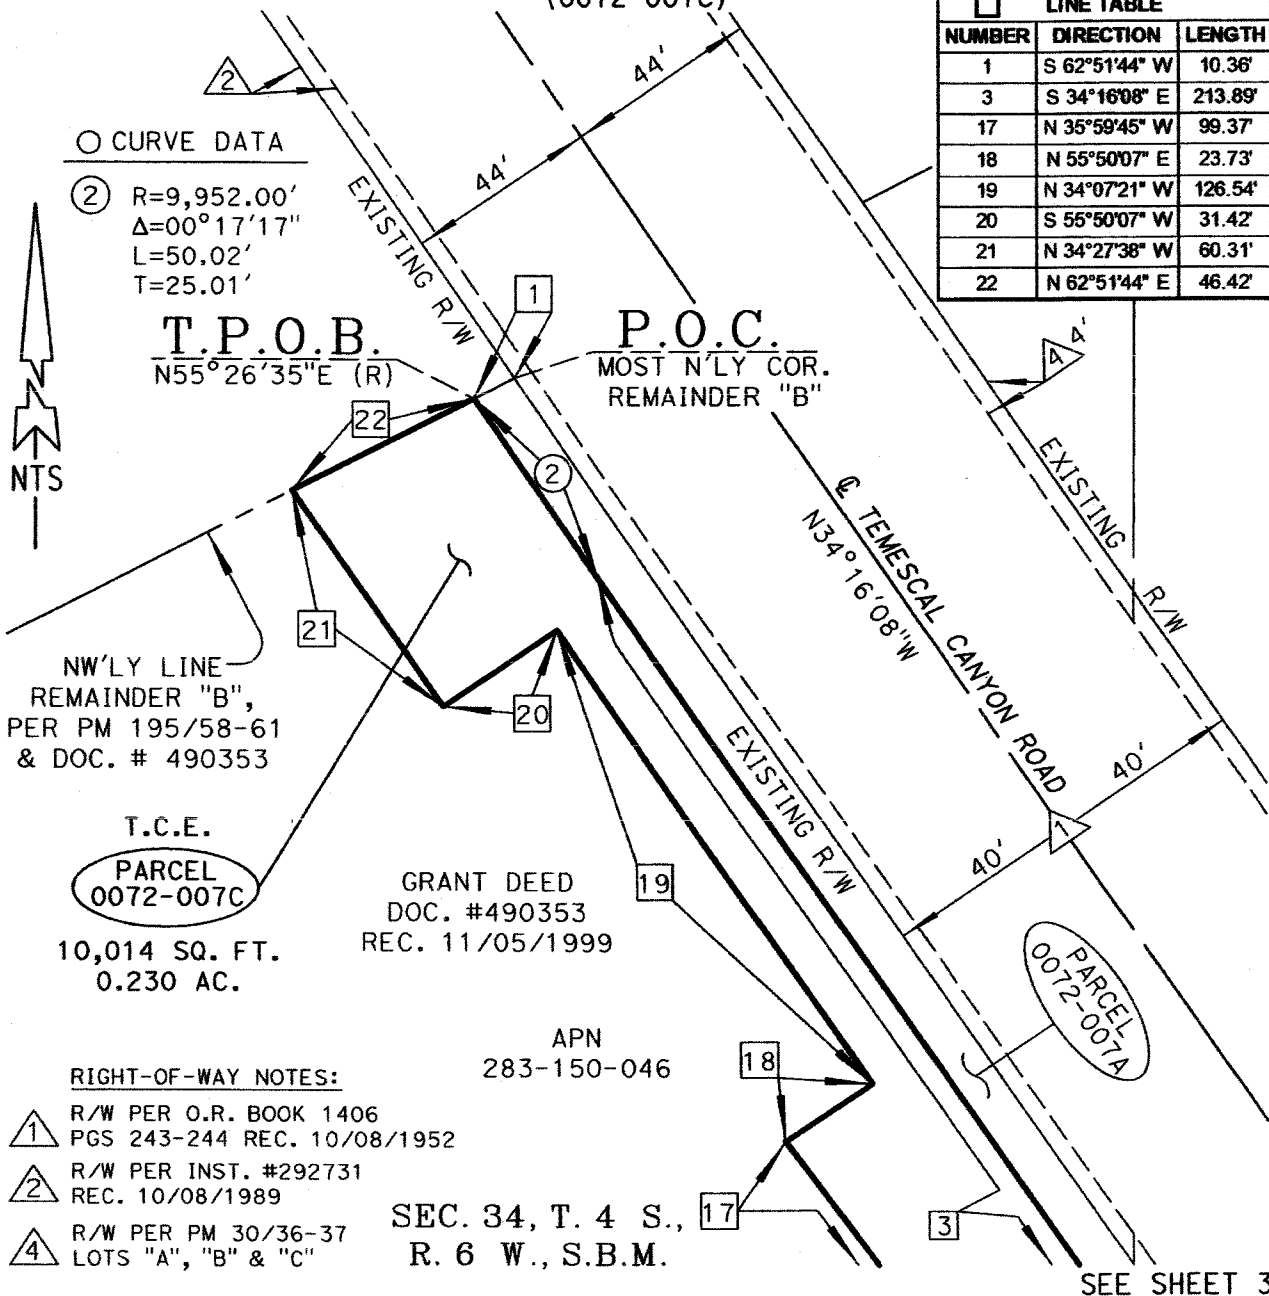 (0072-007C)
LINE TABLE
NUMBER DIRECTION LENGTH
1 S 62°51'44" W 10.36'
3 S 34°16'08" E 213.89'
17 N 35°59'45" W 99.37'
18 N 55°50'07" E 23.73'
19 N 34°07'21" W 126.54'
20 S 55°50'07" W 31.42'
21 N 34°27'38" W 60.31'
22 N 62°51'44" E 46.42'
2
44'
44'
CURVE DATA
2 R=9,952.00'
Δ=00°17'17"
L=50.02'
T=25.01'
EXISTING R/W
1
T.P.O.B.
N55°26'35"E (R)
P.O.C.
MOST N'LY COR.
REMAINDER "B"
4
4'
22
2
NTS
EXISTING R/W
℄ TEMESCAL CANYON ROAD
N34°16'08"W
21
20
NW'LY LINE
REMAINDER "B",
PER PM 195/58-61
& DOC. # 490353
EXISTING R/W
40'
40'
1
T.C.E.
PARCEL
0072-007C
10,014 SQ. FT.
0.230 AC.
GRANT DEED
DOC. #490353
REC. 11/05/1999
19
PARCEL
0072-007A
APN
283-150-046
18
17
3
RIGHT-OF-WAY NOTES:
1 R/W PER O.R. BOOK 1406
PGS 243-244 REC. 10/08/1952
2 R/W PER INST. #292731
REC. 10/08/1989
4 R/W PER PM 30/36-37
LOTS "A", "B" & "C"
SEC. 34, T. 4 S.,
R. 6 W., S.B.M.
SEE SHEET 3